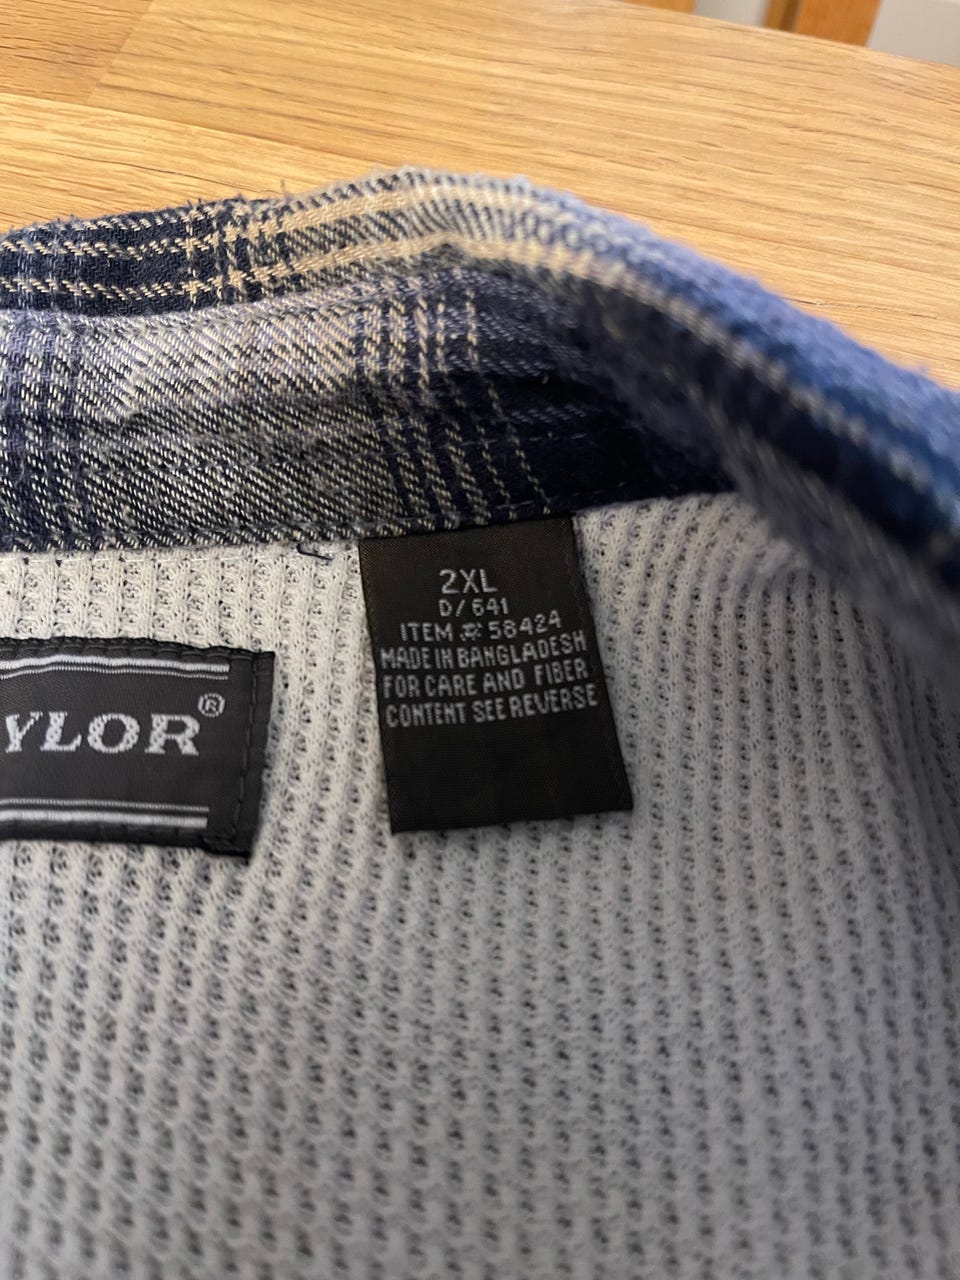 YLOR®
2XL
D/641
ITEM # 58424
MADE IN BANGLADESH
FOR CARE AND FIBER
CONTENT SEE REVERSE